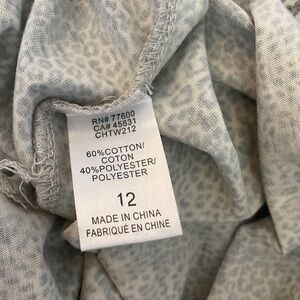 RN# 77600
CA# 45831
CHTW212
60%COTTON/
COTON
40%POLYESTER/
POLYESTER
12
MADE IN CHINA
FABRIQUÉ EN CHINE